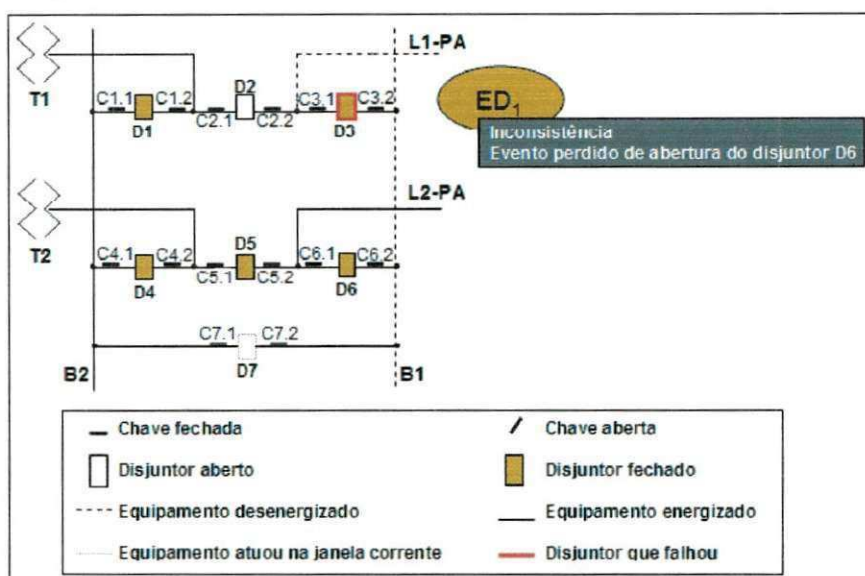 L1-PA
D2
T1
C1.1
C1.2
C3.1
C3.2
ED1
D1
C2.1
C2.2
D3
Inconsistência
Evento perdido de abertura do disjuntor D6
L2-PA
D5
T2
C4.1
C4.2
C6.1
C6.2
D4
C5.1
C5.2
D6
C7.1
C7.2
B2
D7
B1
Chave fechada
Chave aberta
Disjuntor aberto
Disjuntor fechado
Equipamento desenergizado
Equipamento energizado
Equipamento atuou na janela corrente
Disjuntor que falhou